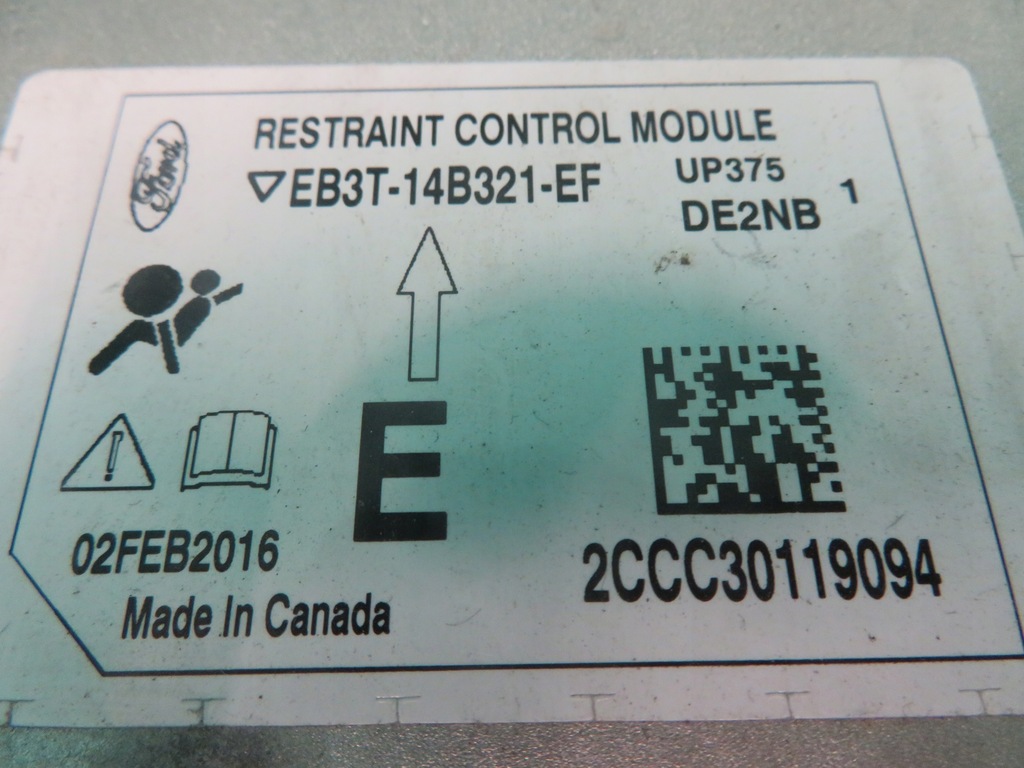 Ford
RESTRAINT CONTROL MODULE
EB3T-14B321-EF
UP375
DE2NB
1
E
02FEB2016
Made In Canada
2CCC30119094